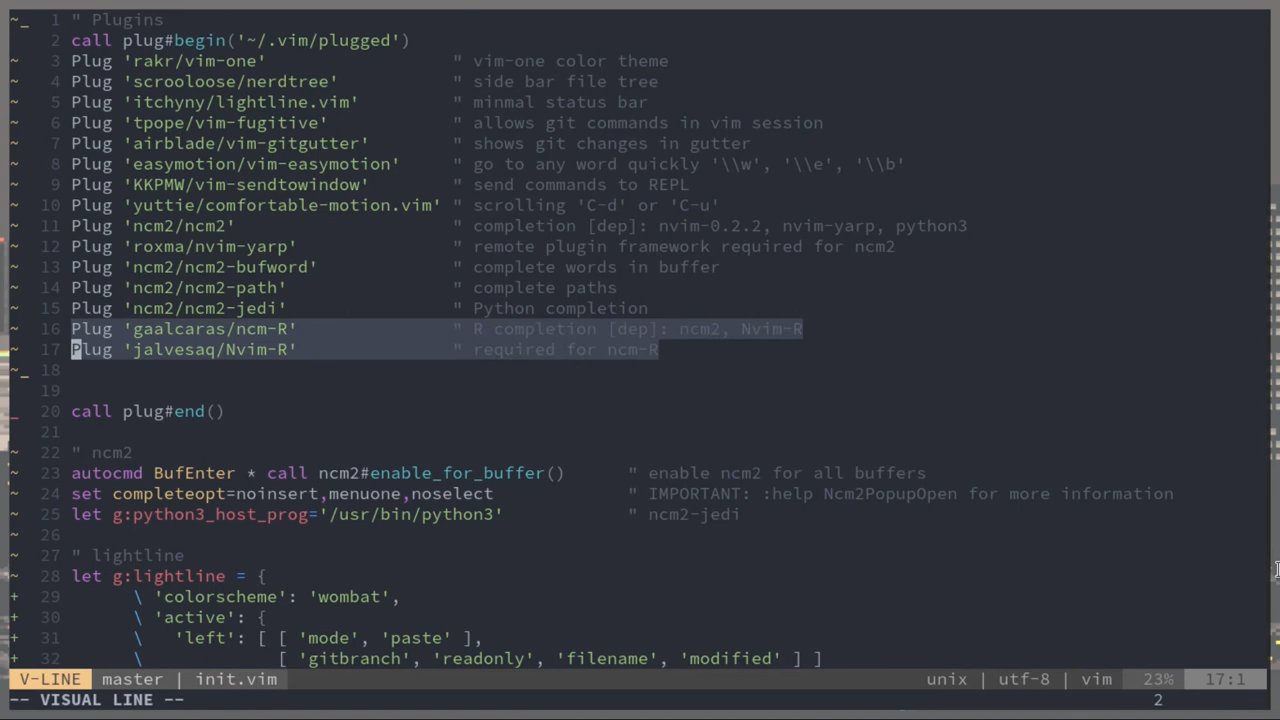 ~_ 1 " Plugins
2 call plug#begin('~/.vim/plugged')
~ 3 Plug 'rakr/vim-one' " vim-one color theme
~ 4 Plug 'scrooloose/nerdtree' " side bar file tree
~ 5 Plug 'itchyny/lightline.vim' " minmal status bar
~ 6 Plug 'tpope/vim-fugitive' " allows git commands in vim session
~ 7 Plug 'airblade/vim-gitgutter' " shows git changes in gutter
~ 8 Plug 'easymotion/vim-easymotion' " go to any word quickly '\\w', '\\e', '\\b'
~ 9 Plug 'KKPMW/vim-sendtowindow' " send commands to REPL
~ 10 Plug 'yuttie/comfortable-motion.vim' " scrolling 'C-d' or 'C-u'
~ 11 Plug 'ncm2/ncm2' " completion [dep]: nvim-0.2.2, nvim-yarp, python3
~ 12 Plug 'roxma/nvim-yarp' " remote plugin framework required for ncm2
~ 13 Plug 'ncm2/ncm2-bufword' " complete words in buffer
~ 14 Plug 'ncm2/ncm2-path' " complete paths
~ 15 Plug 'ncm2/ncm2-jedi' " Python completion
~ 16 Plug 'gaalcaras/ncm-R' " R completion [dep]: ncm2, Nvim-R
~ 17 Plug 'jalvesaq/Nvim-R' " required for ncm-R
~_ 18
19
_ 20 call plug#end()
~ 21
~ 22 " ncm2
~ 23 autocmd BufEnter * call ncm2#enable_for_buffer() " enable ncm2 for all buffers
~ 24 set completeopt=noinsert,menuone,noselect " IMPORTANT: :help Ncm2PopupOpen for more information
~ 25 let g:python3_host_prog='/usr/bin/python3' " ncm2-jedi
~ 26
~ 27 " lightline
~ 28 let g:lightline = {
+ 29 \ 'colorscheme': 'wombat',
+ 30 \ 'active': {
+ 31 \ 'left': [ [ 'mode', 'paste' ],
+ 32 \ [ 'gitbranch', 'readonly', 'filename', 'modified' ] ]
V-LINE master | init.vim unix | utf-8 | vim 23% 17:1
-- VISUAL LINE -- 2